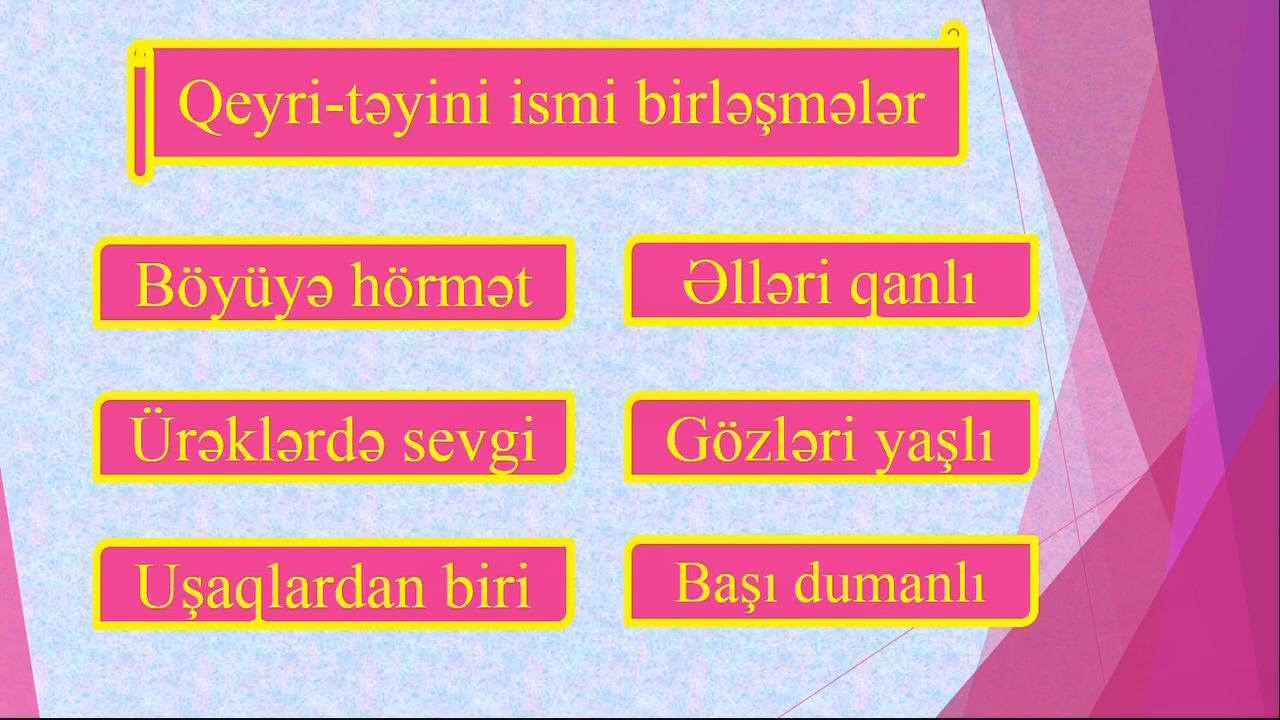 Qeyri-təyini ismi birləşmələr
Böyüyə hörmət
Əlləri qanlı
Ürəklərdə sevgi
Gözləri yaşlı
Uşaqlardan biri
Başı dumanlı